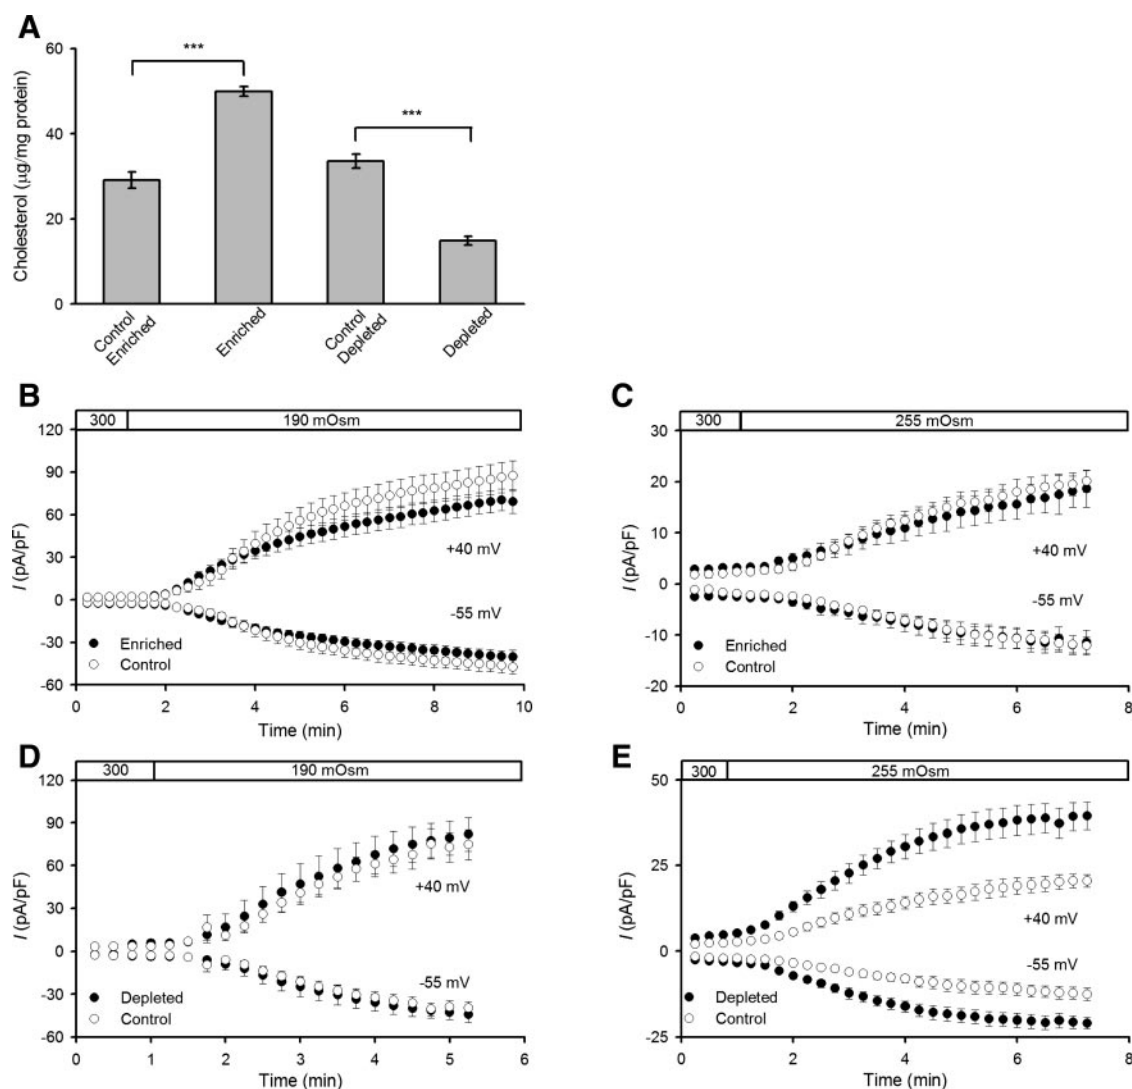 A
60
***
40
***
20
0
Cholesterol (µg/mg protein)
Control
Enriched
Enriched
Control
Depleted
Depleted
B
300
190 mOsm
120
90
60
30
0
-30
-60
I (pA/pF)
+40 mV
-55 mV
Enriched
Control
0
2
4
6
8
10
Time (min)
C
300
255 mOsm
30
20
10
0
-10
-20
I (pA/pF)
+40 mV
-55 mV
Enriched
Control
0
2
4
6
8
Time (min)
D
300
190 mOsm
120
90
60
30
0
-30
-60
I (pA/pF)
+40 mV
-55 mV
Depleted
Control
0
1
2
3
4
5
6
Time (min)
E
300
255 mOsm
50
25
0
-25
I (pA/pF)
+40 mV
-55 mV
Depleted
Control
0
2
4
6
8
Time (min)